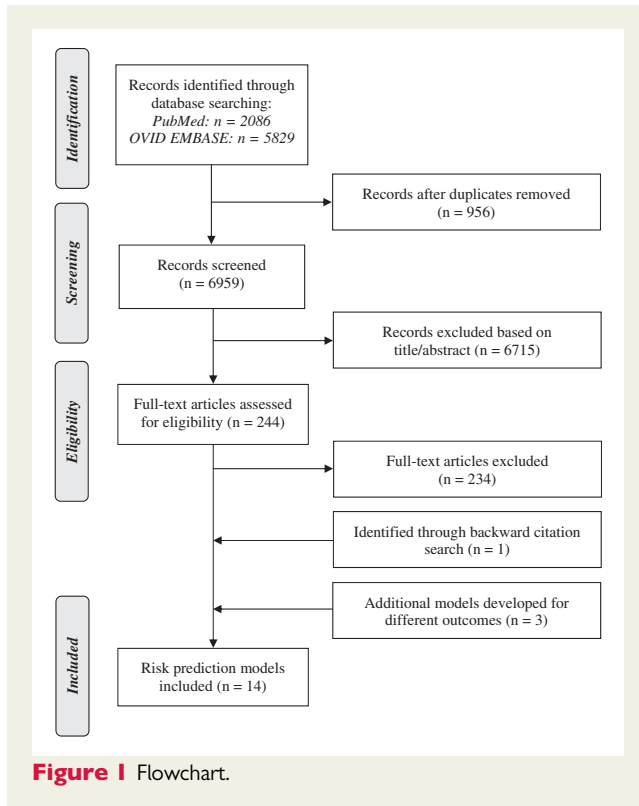 Identification
Records identified through
database searching:
PubMed: n = 2086
OVID EMBASE: n = 5829
Records after duplicates removed
(n = 956)
Screening
Records screened
(n = 6959)
Records excluded based on
title/abstract (n = 6715)
Eligibility
Full-text articles assessed
for eligibility (n = 244)
Full-text articles excluded
(n = 234)
Identified through backward citation
search (n = 1)
Additional models developed for
different outcomes (n = 3)
Included
Risk prediction models
included (n = 14)
Figure 1 Flowchart.